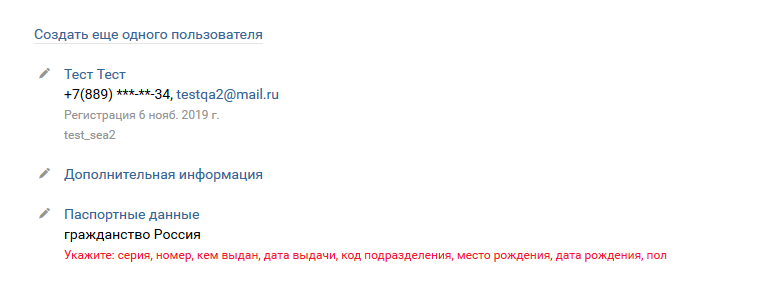 Создать еще одного пользователя
Тест Тест
+7(889) ***-**-34, testqa2@mail.ru
Регистрация 6 нояб. 2019 г.
test_sea2
Дополнительная информация
Паспортные данные
гражданство Россия
Укажите: серия, номер, кем выдан, дата выдачи, код подразделения, место рождения, дата рождения, пол